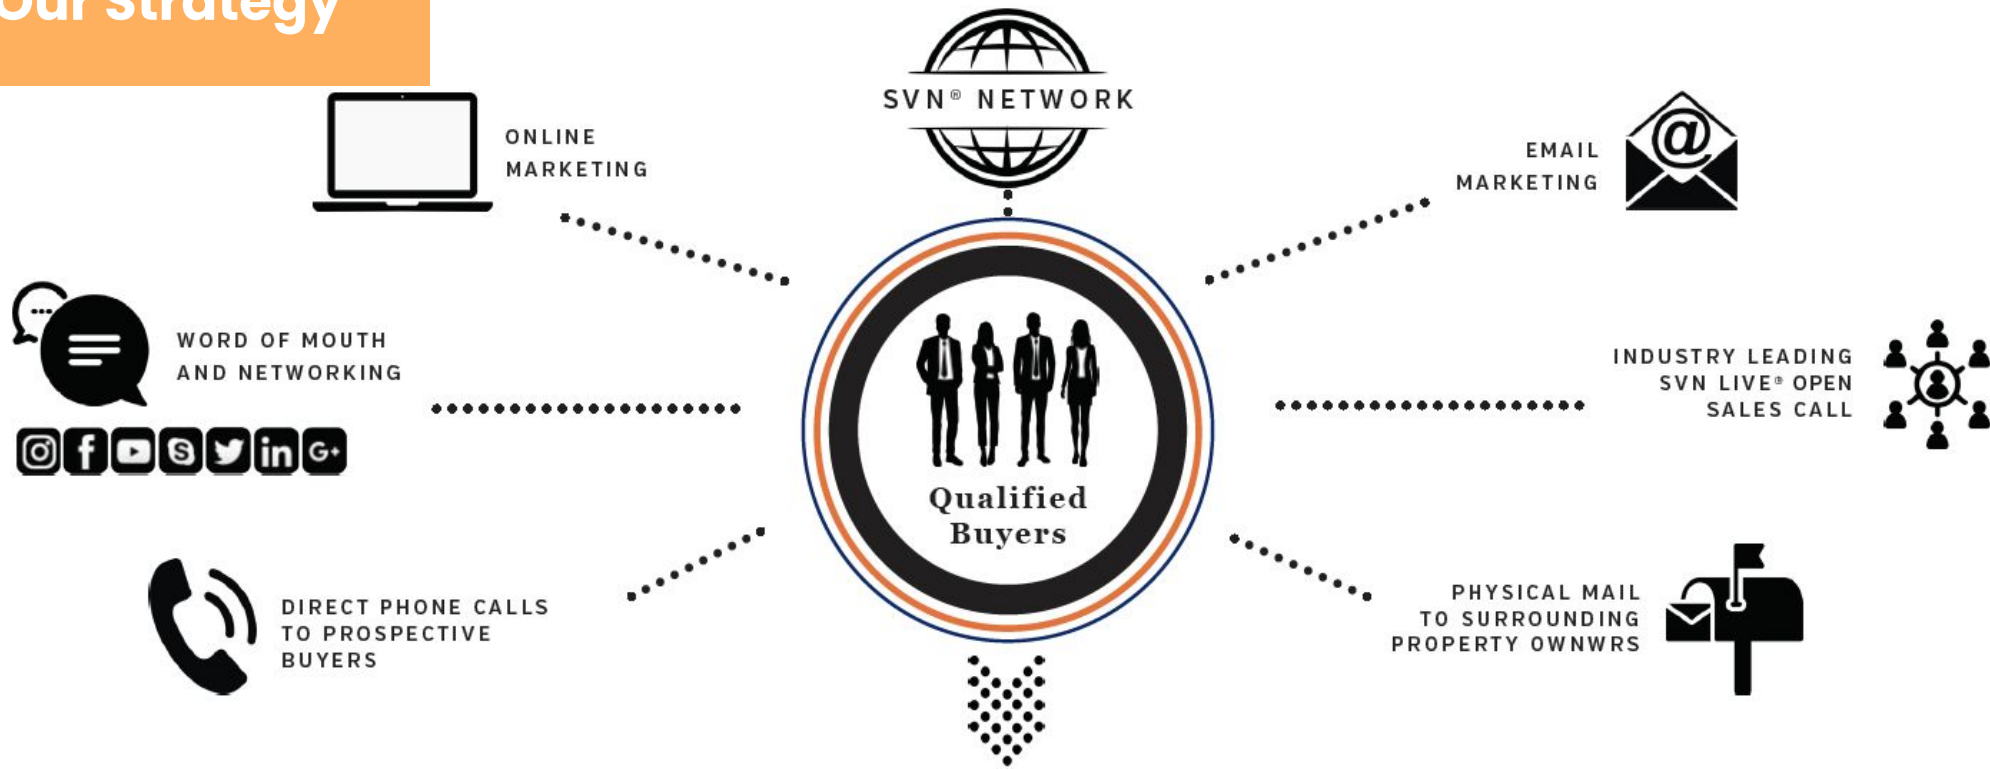 Our Strategy
SVN® NETWORK
ONLINE
MARKETING
EMAIL
MARKETING
WORD OF MOUTH
AND NETWORKING
INDUSTRY LEADING
SVN LIVE® OPEN
SALES CALL
Qualified
Buyers
DIRECT PHONE CALLS
TO PROSPECTIVE
BUYERS
PHYSICAL MAIL
TO SURROUNDING
PROPERTY OWNWRS